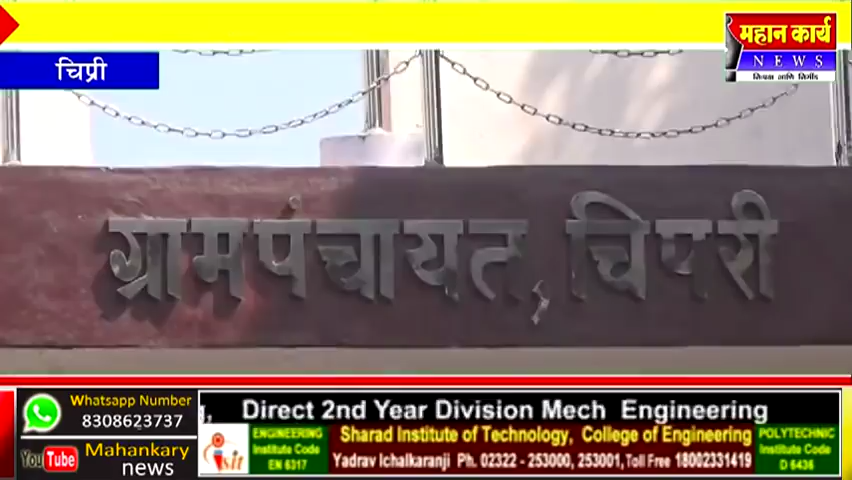 महान कार्य
NEWS
चिप्री
ग्रामपंचायत, चिपरी
Whatsapp Number
8308623737
YouTube
Mahankary
news
Direct 2nd Year Division Mech Engineering
isit
ENGINEERING
Institute Code
EN 6317
Sharad Institute of Technology, College of Engineering
Yadrav Ichalkaranji Ph. 02322 - 253000, 253001, Toll Free 18002331419
POLYTECHNIC
Institute Code
D 6436